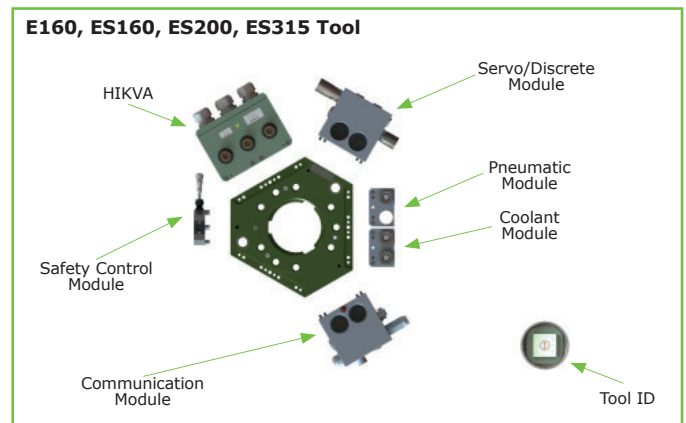 E160, ES160, ES200, ES315 Tool
HIKVA
Servo/Discrete
Module
Pneumatic
Module
Coolant
Module
Safety Control
Module
Communication
Module
Tool ID